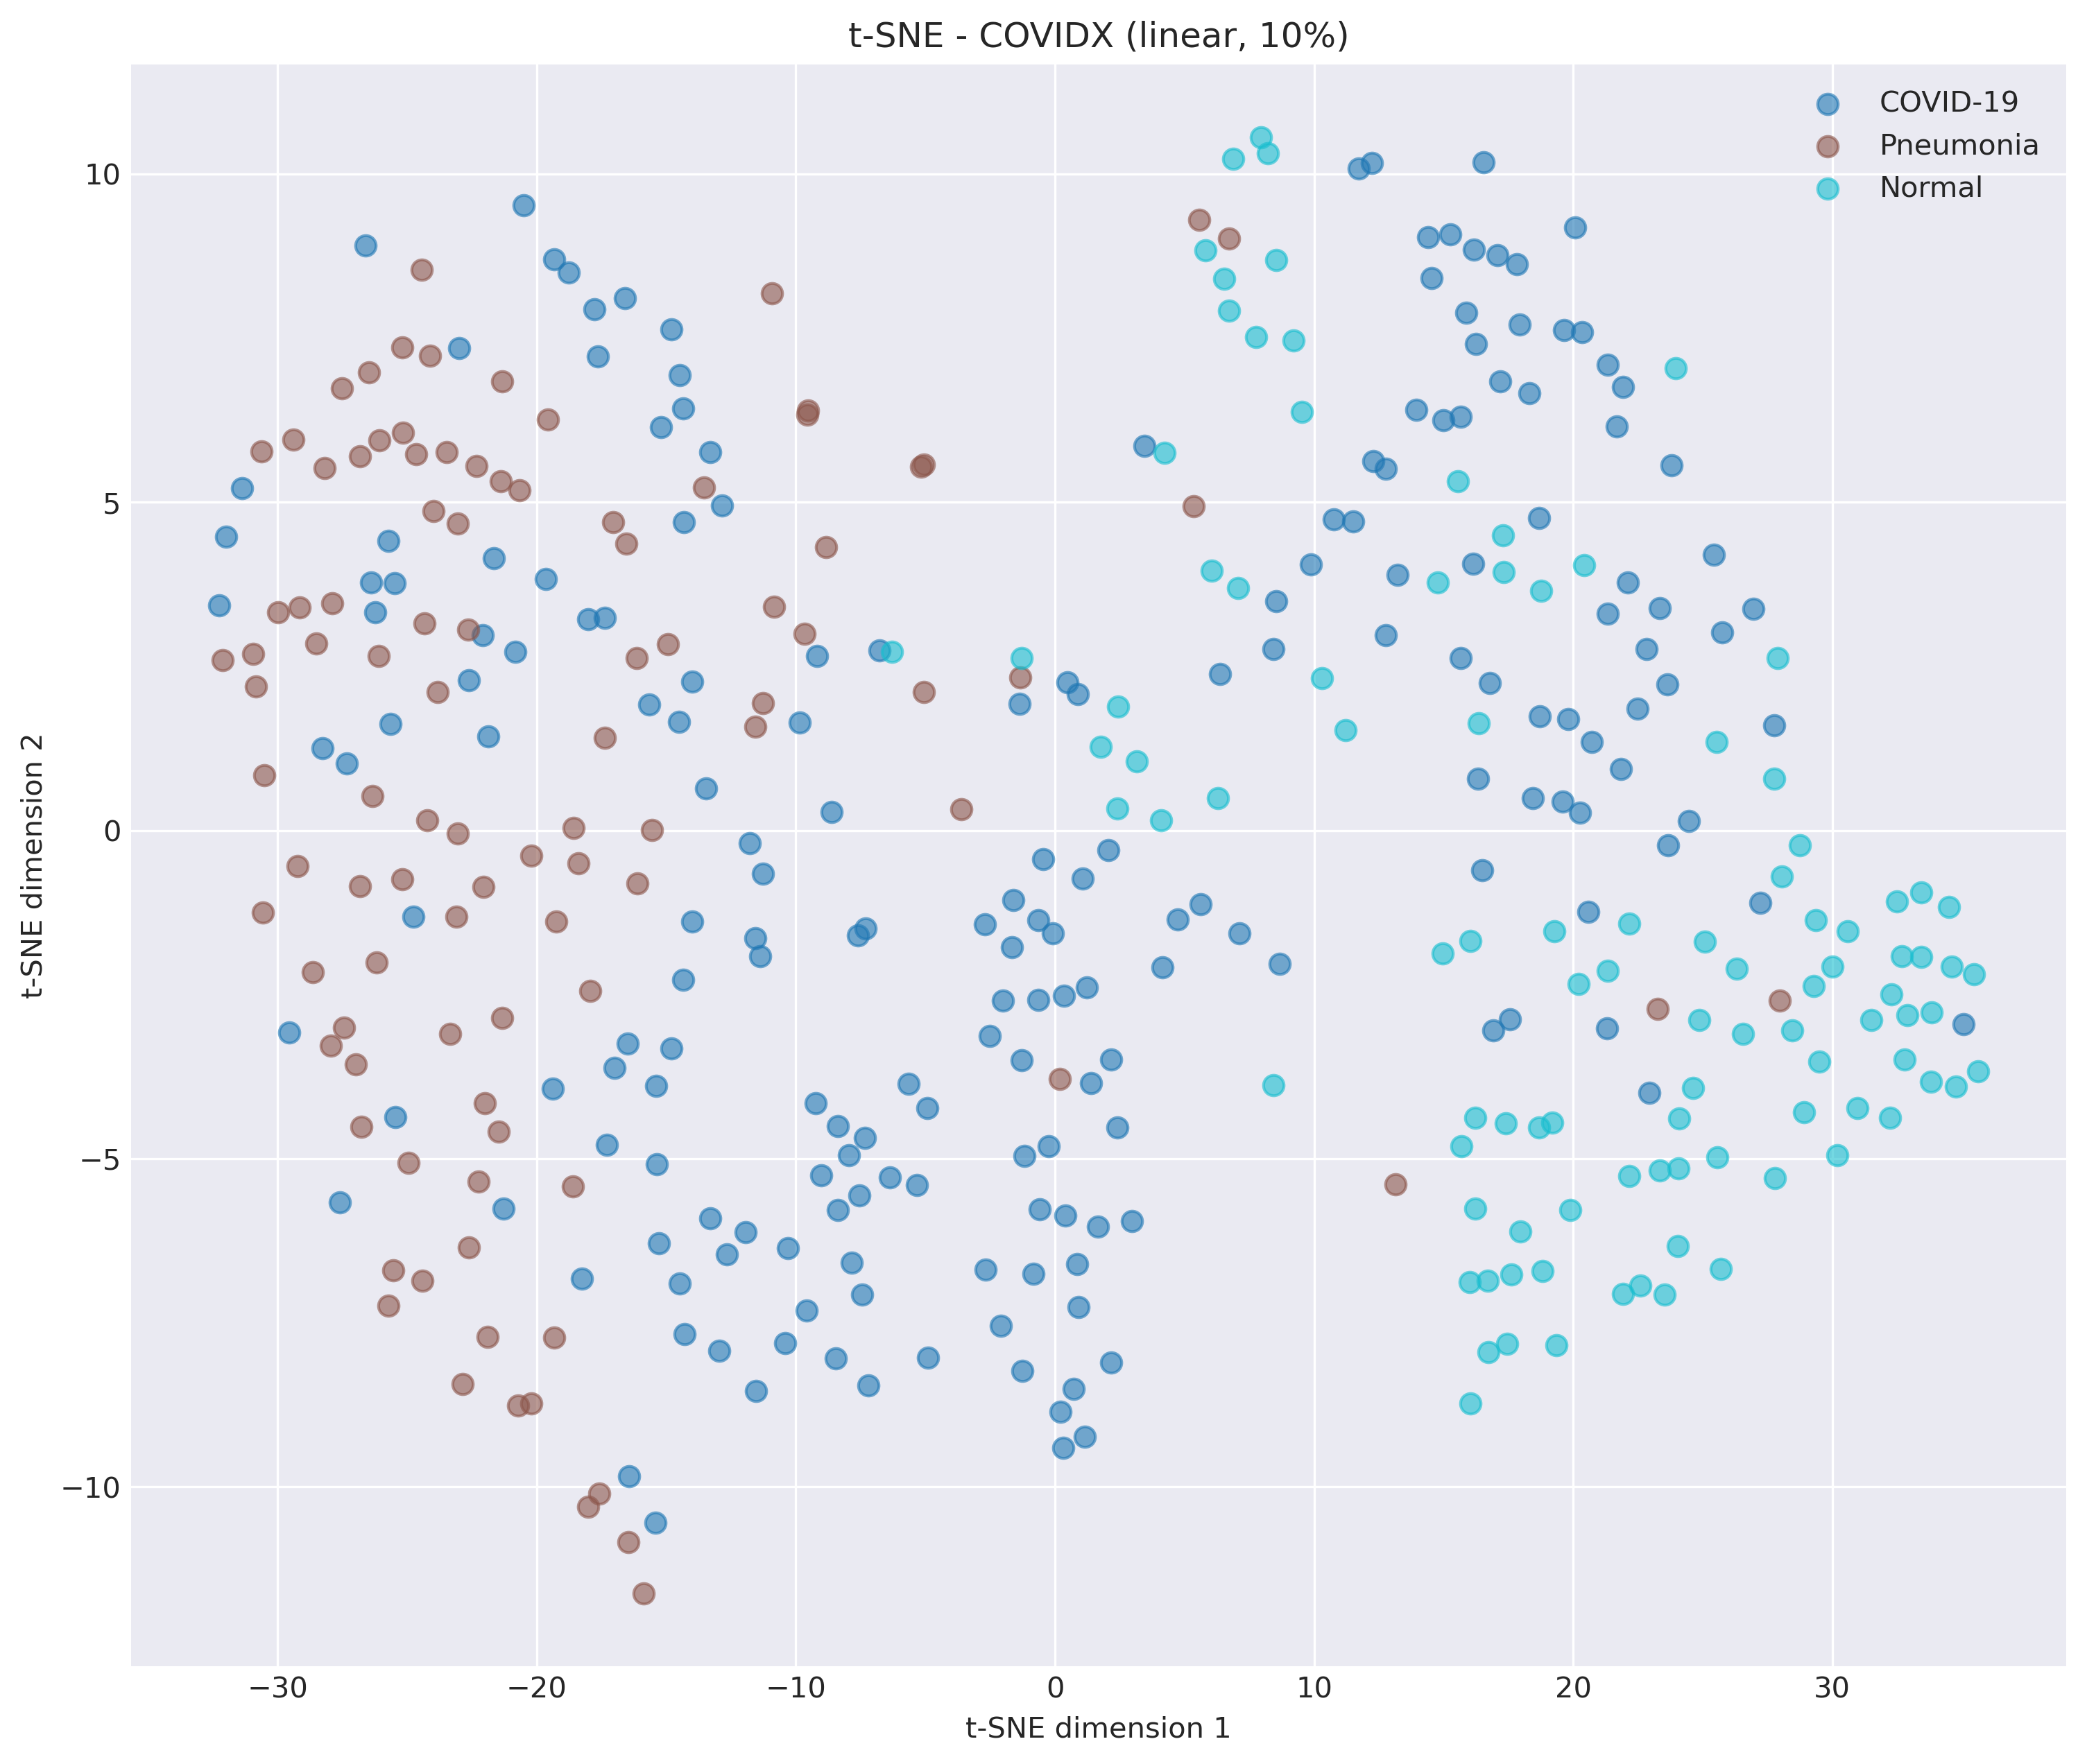 t-SNE - COVIDX (linear, 10%)
COVID-19
Pneumonia
Normal
10
5
0
−5
−10
t-SNE dimension 2
−30
−20
−10
0
10
20
30
t-SNE dimension 1